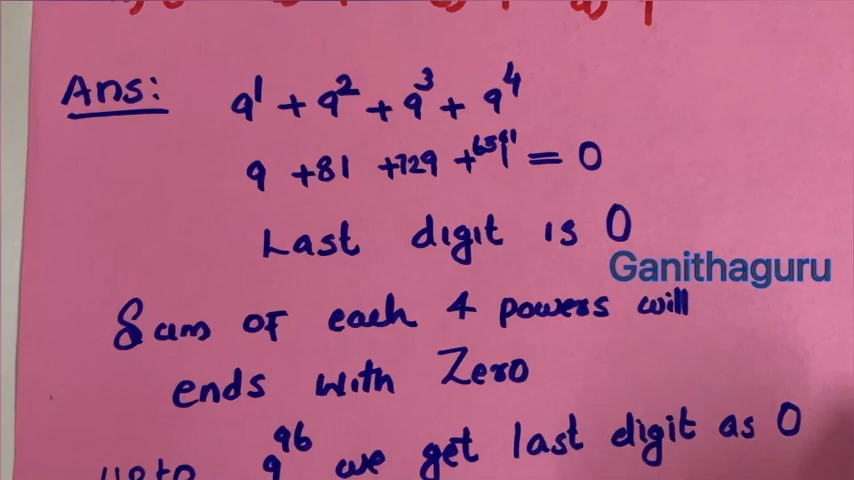 Ans:
9¹ + 9² + 9³ + 9⁴
9 + 81 + 729 + 6561 = 0
Last digit is 0
Ganithaguru
Sum of each 4 powers will
ends with Zero
upto 9⁹⁶ we get last digit as 0